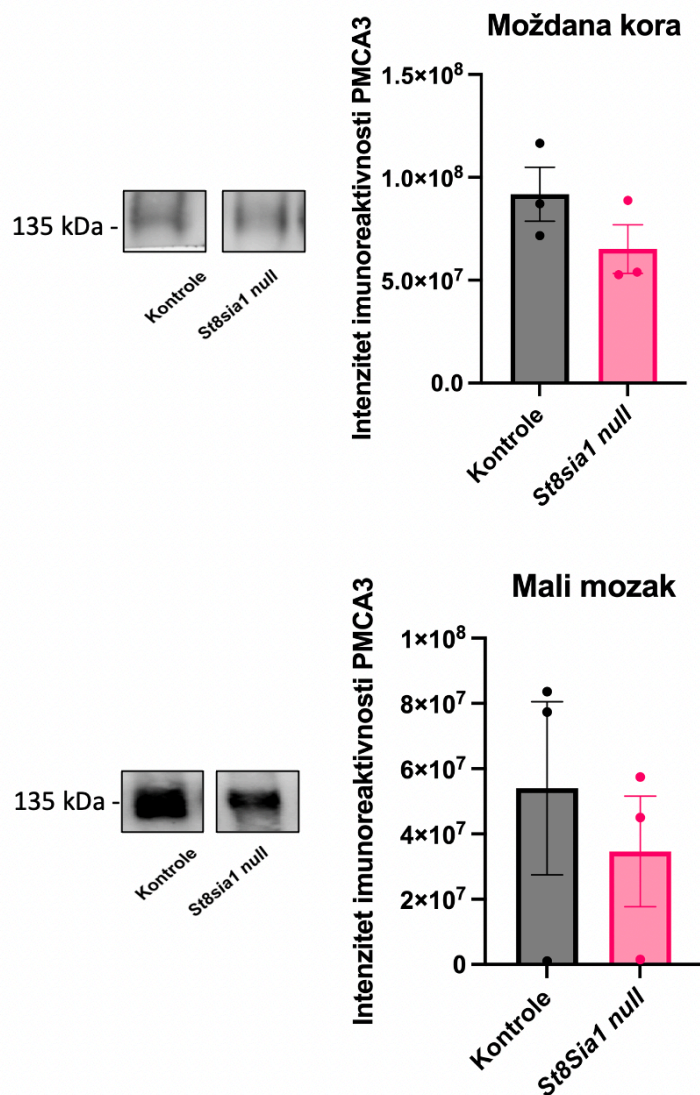 Moždana kora
Intenzitet imunoreaktivnosti PMCA3
1.5×10⁸
1.0×10⁸
5.0×10⁷
0.0
135 kDa -
Kontrole
St8sia1 null
Kontrole
St8sia1 null
Mali mozak
Intenzitet imunoreaktivnosti PMCA3
1×10⁸
8×10⁷
6×10⁷
4×10⁷
2×10⁷
0
135 kDa -
Kontrole
St8sia1 null
Kontrole
St8Sia1 null